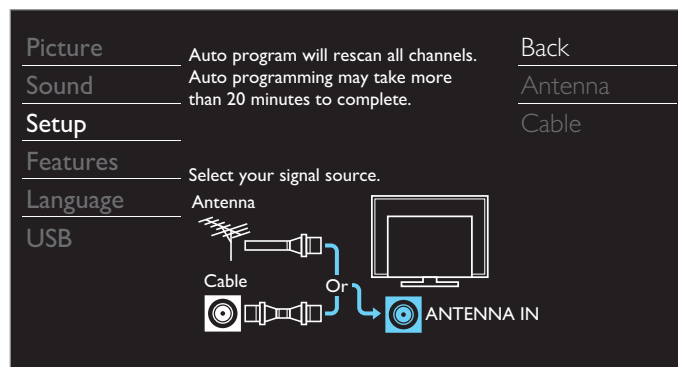 Picture
Sound
Setup
Features
Language
USB
Auto program will rescan all channels.
Auto programming may take more
than 20 minutes to complete.
Select your signal source.
Antenna
Cable
Or
ANTENNA IN
Back
Antenna
Cable